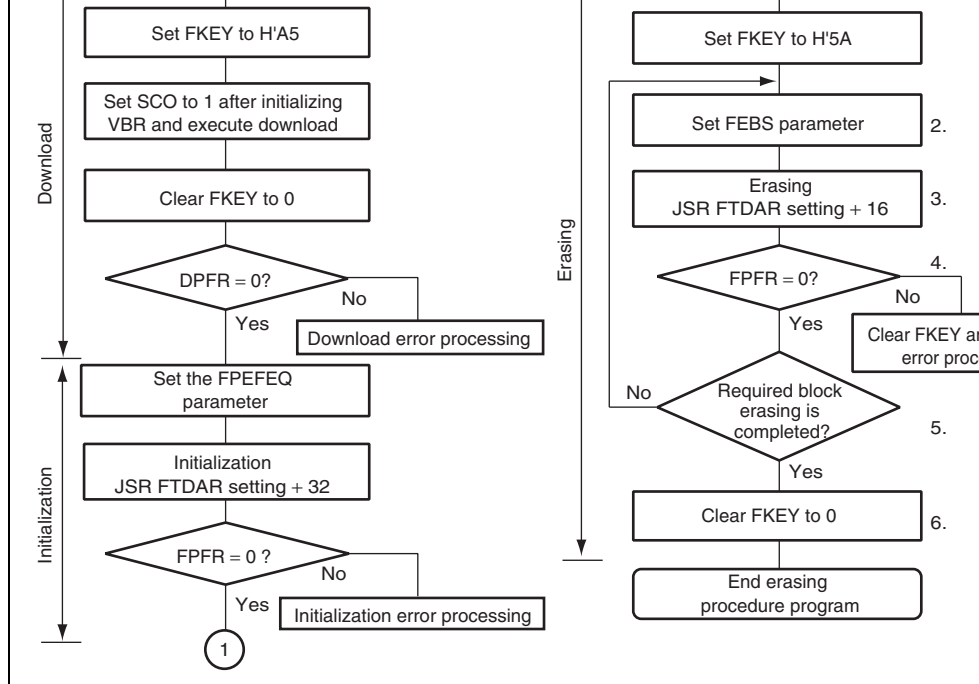 Set FKEY to H'A5
Set SCO to 1 after initializing
VBR and execute download
Clear FKEY to 0
DPFR = 0?
No
Yes
Download error processing
Download
Set the FPEFEQ
parameter
Initialization
JSR FTDAR setting + 32
FPFR = 0 ?
No
Yes
Initialization error processing
Initialization
1
Set FKEY to H'5A
Set FEBS parameter
2.
Erasing
JSR FTDAR setting + 16
3.
FPFR = 0?
4.
No
Yes
Clear FKEY
error
Required block
erasing is
completed?
No
5.
Yes
Clear FKEY to 0
6.
End erasing
procedure program
Erasing